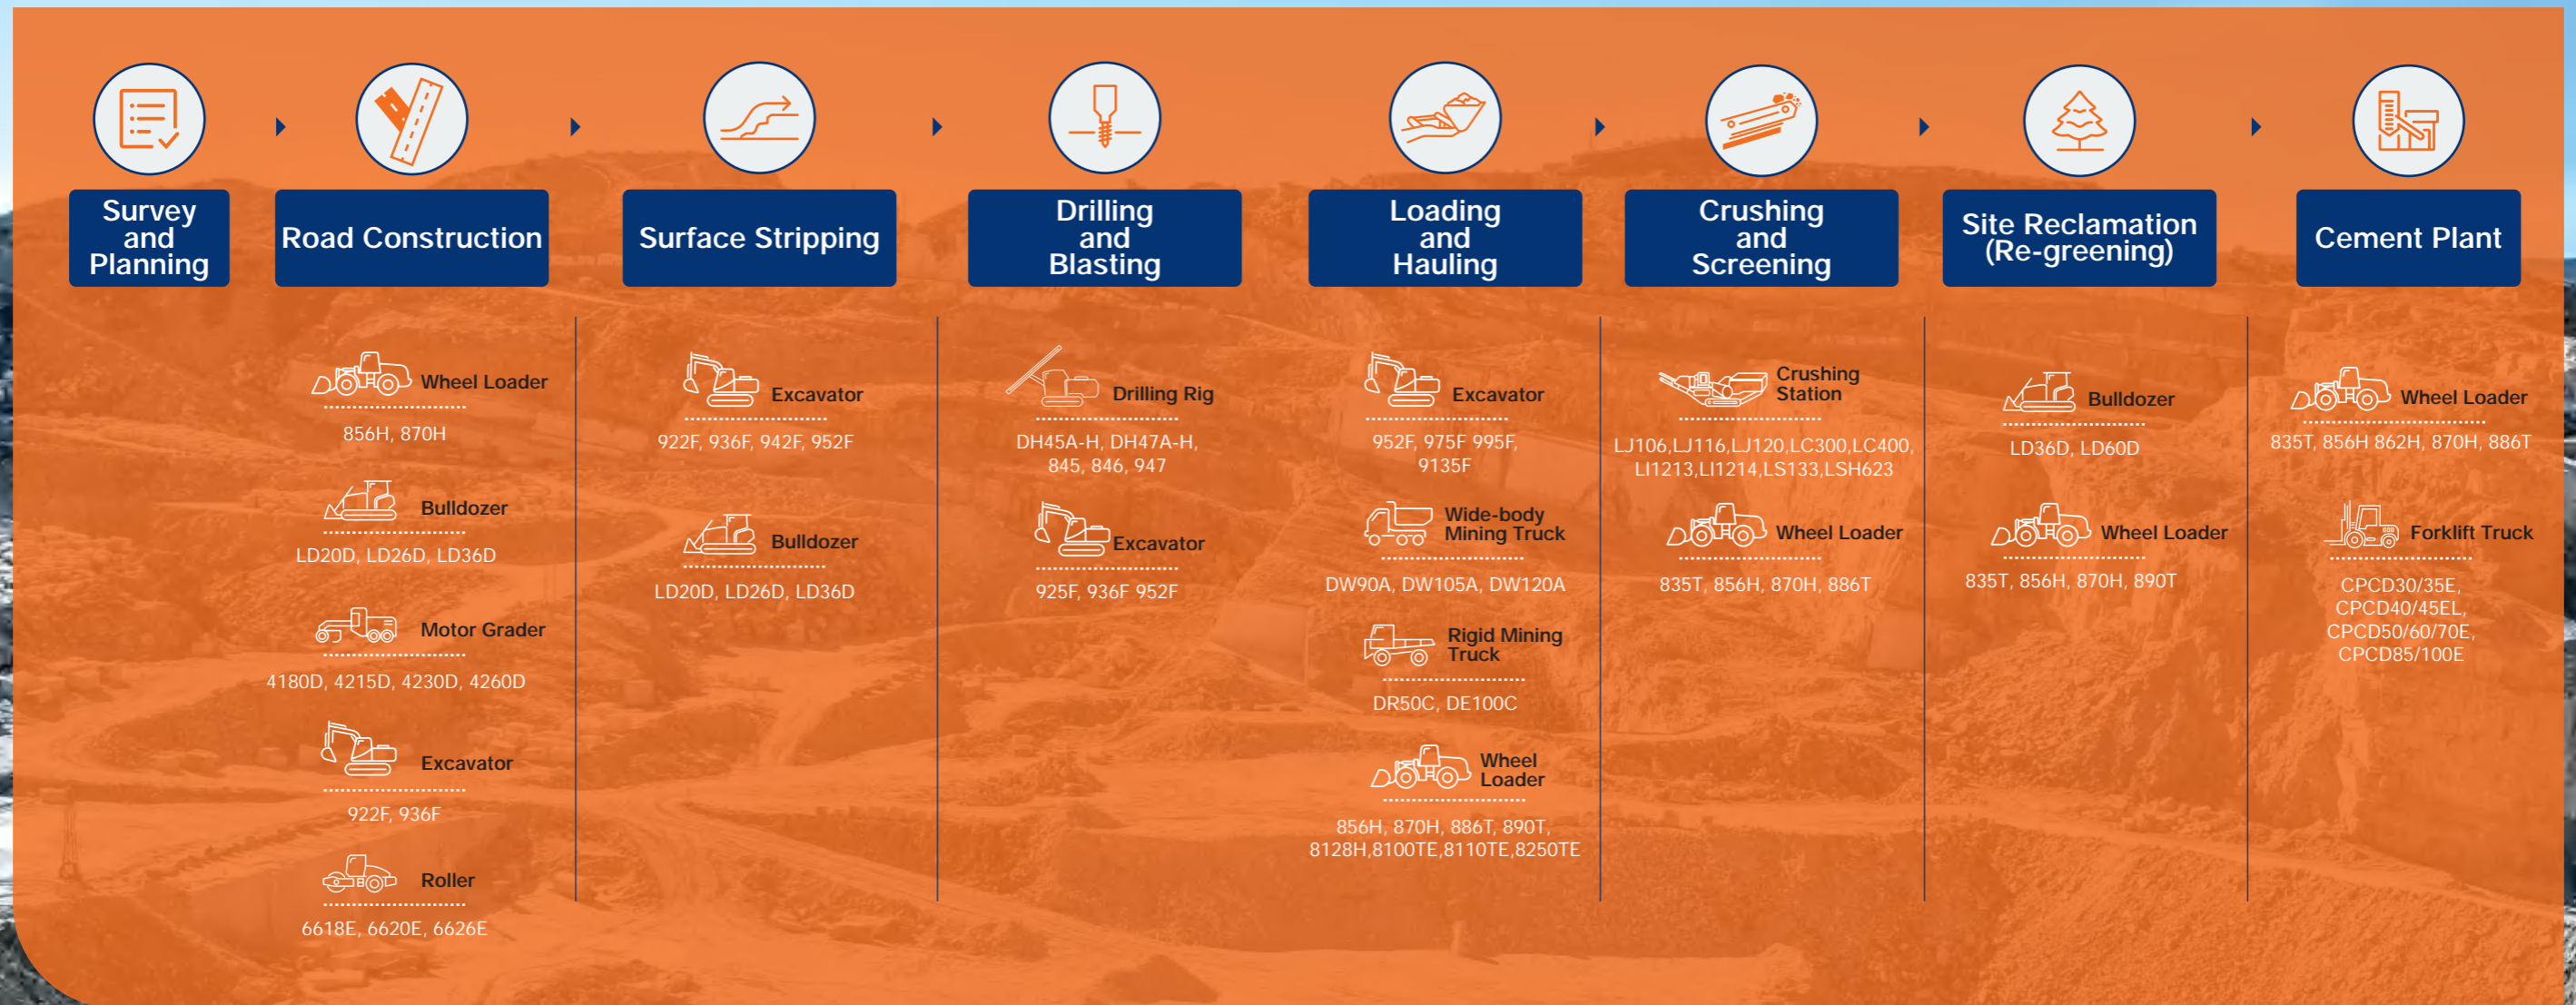 Survey
and
Planning
Road Construction
Surface Stripping
Drilling
and
Blasting
Loading
and
Hauling
Crushing
and
Screening
Site Reclamation
(Re-greening)
Cement Plant
Wheel Loader
856H, 870H
Bulldozer
LD20D, LD26D, LD36D
Motor Grader
4180D, 4215D, 4230D, 4260D
Excavator
922F, 936F
Roller
6618E, 6620E, 6626E
Excavator
922F, 936F, 942F, 952F
Bulldozer
LD20D, LD26D, LD36D
Drilling Rig
DH45A-H, DH47A-H,
845, 846, 947
Excavator
925F, 936F 952F
Excavator
952F, 975F 995F,
9135F
Wide-body
Mining Truck
DW90A, DW105A, DW120A
Rigid Mining
Truck
DR50C, DE100C
Wheel
Loader
856H, 870H, 886T, 890T,
8128H,8100TE,8110TE,8250TE
Crushing
Station
LJ106,LJ116,LJ120,LC300,LC400,
LI1213,LI1214,LS133,LSH623
Wheel Loader
835T, 856H, 870H, 886T
Bulldozer
LD36D, LD60D
Wheel Loader
835T, 856H, 870H, 890T
Wheel Loader
835T, 856H 862H, 870H, 886T
Forklift Truck
CPCD30/35E,
CPCD40/45EL,
CPCD50/60/70E,
CPCD85/100E